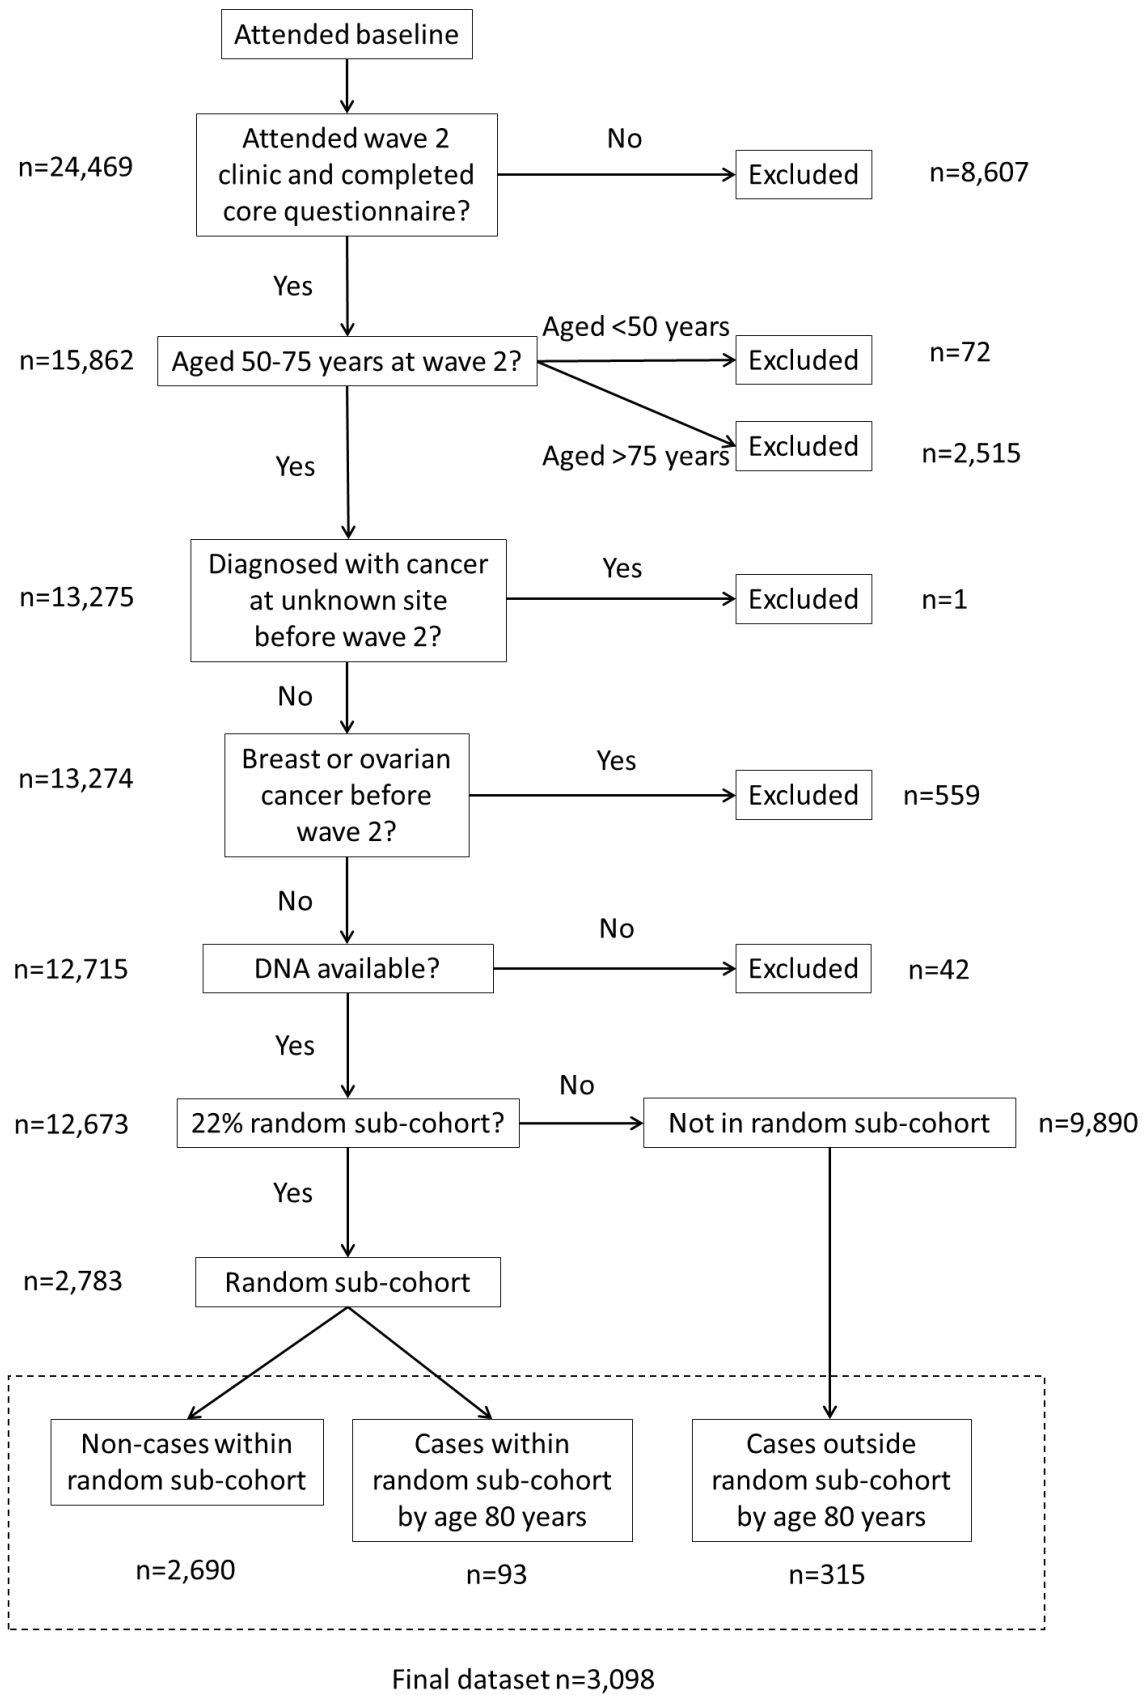 Attended baseline
n=24,469
Attended wave 2
clinic and completed
core questionnaire?
No
Excluded
n=8,607
Yes
n=15,862
Aged 50-75 years at wave 2?
Aged <50 years
Excluded
n=72
Aged >75 years
Excluded
n=2,515
Yes
n=13,275
Diagnosed with cancer
at unknown site
before wave 2?
Yes
Excluded
n=1
No
n=13,274
Breast or ovarian
cancer before
wave 2?
Yes
Excluded
n=559
No
n=12,715
DNA available?
No
Excluded
n=42
Yes
n=12,673
22% random sub-cohort?
No
Not in random sub-cohort
n=9,890
Yes
n=2,783
Random sub-cohort
Non-cases within
random sub-cohort
n=2,690
Cases within
random sub-cohort
by age 80 years
n=93
Cases outside
random sub-cohort
by age 80 years
n=315
Final dataset n=3,098